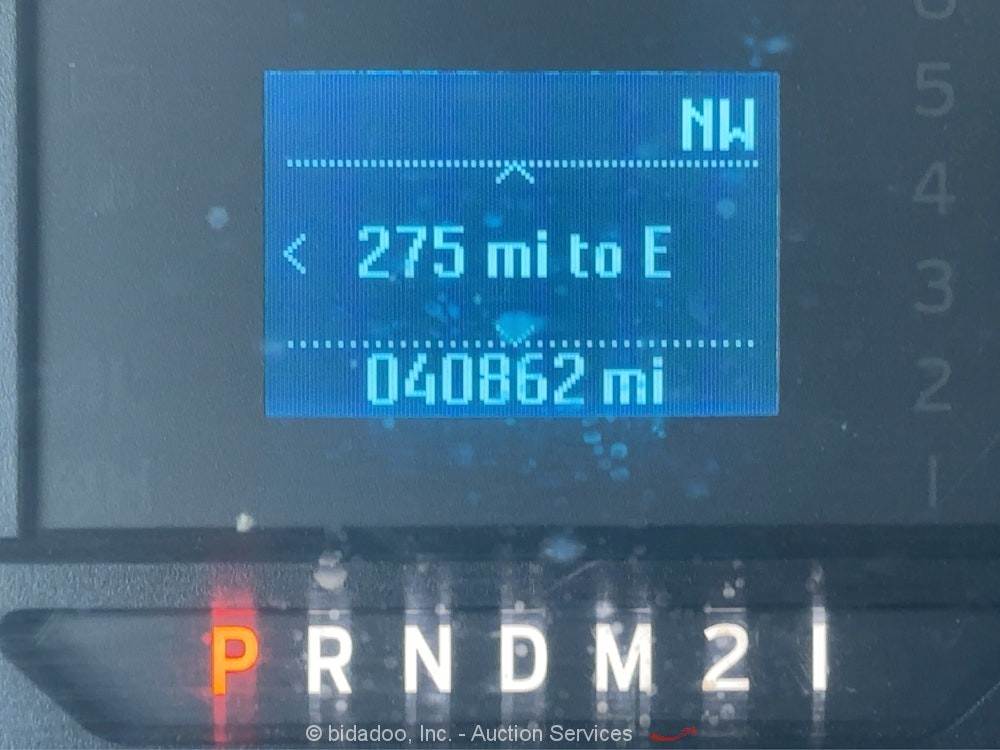 NW
275 mi to E
040862 mi
5
4
3
2
1
P R N D M 2 1
© bidadoo, Inc. - Auction Services